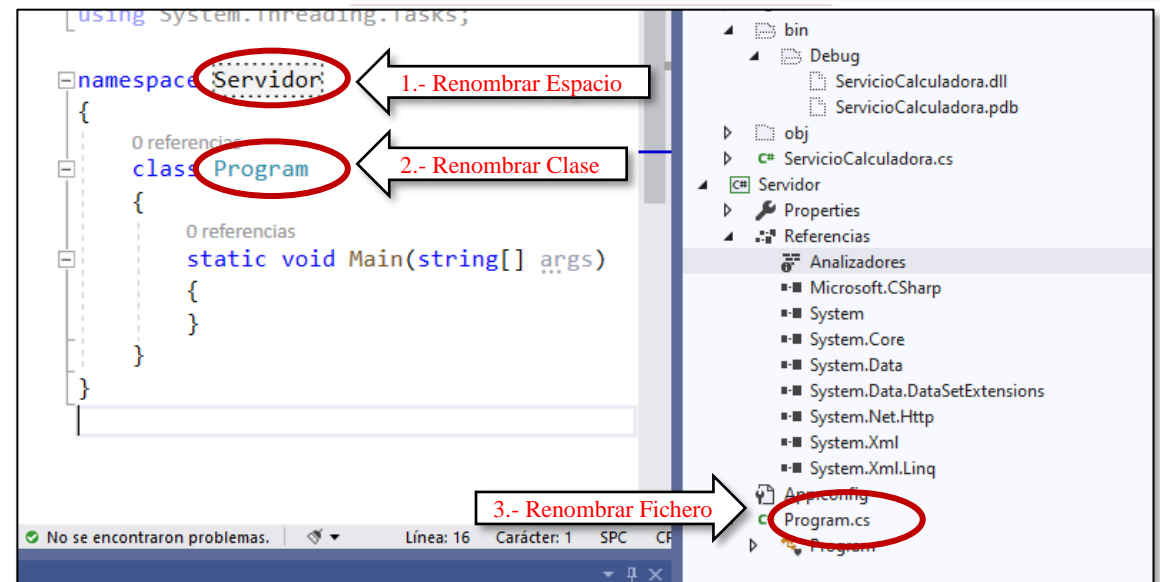 using System.Threading.Tasks;
namespace Servidor
1.- Renombrar Espacio
{
0 referencias
class Program
2.- Renombrar Clase
{
0 referencias
static void Main(string[] args)
{
}
}
}
No se encontraron problemas.
Línea: 16
Carácter: 1
SPC
bin
Debug
ServicioCalculadora.dll
ServicioCalculadora.pdb
obj
C# ServicioCalculadora.cs
C# Servidor
Properties
Referencias
Analizadores
Microsoft.CSharp
System
System.Core
System.Data
System.Data.DataSetExtensions
System.Net.Http
System.Xml
System.Xml.Linq
App.config
3.- Renombrar Fichero
Program.cs
Program